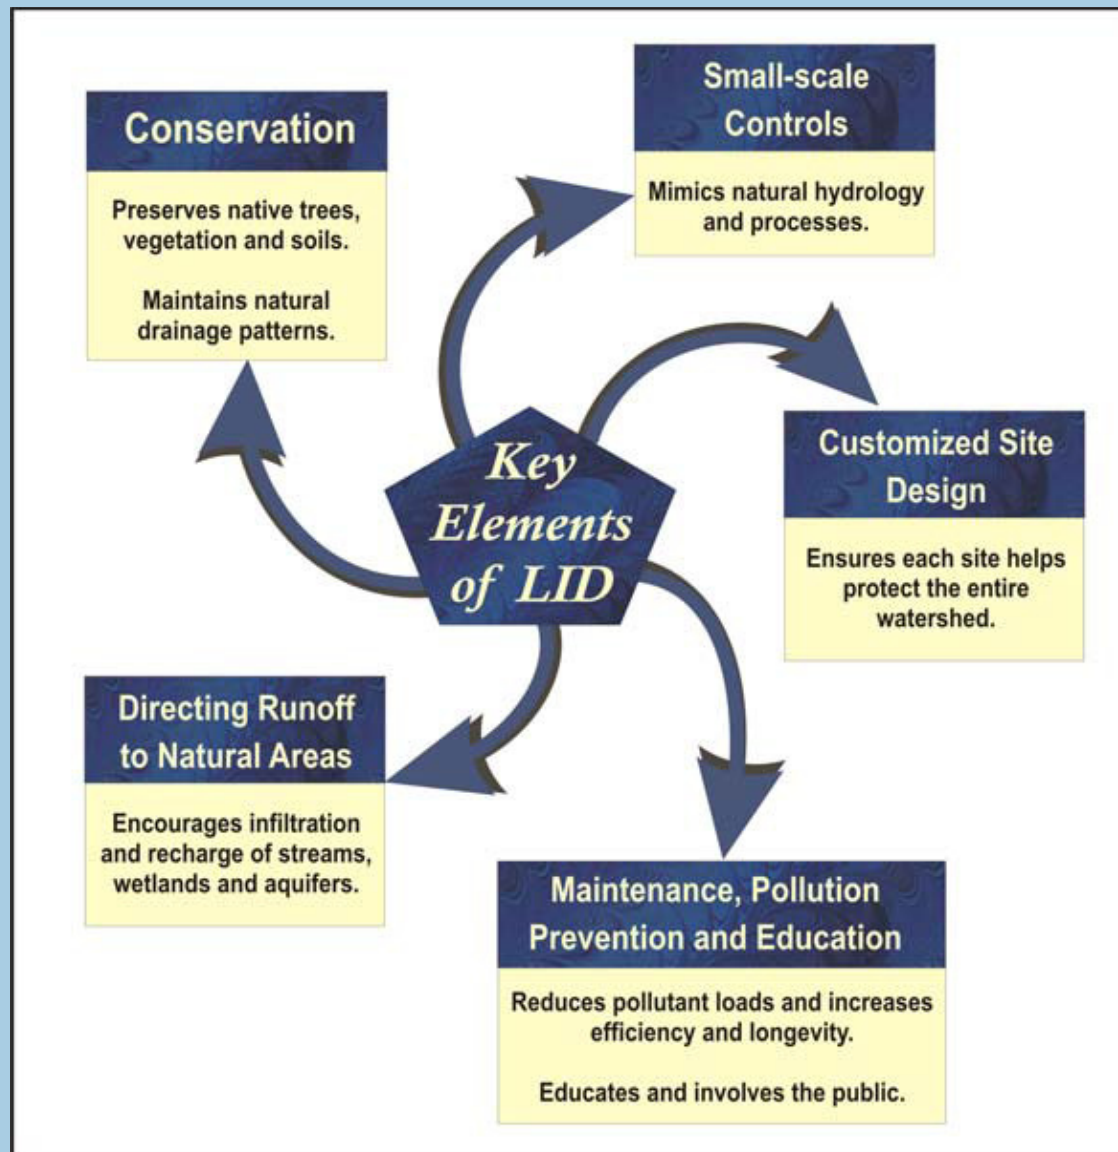 Conservation
Preserves native trees,
vegetation and soils.
Maintains natural
drainage patterns.
Small-scale
Controls
Mimics natural hydrology
and processes.
Key
Elements
of LID
Customized Site
Design
Ensures each site helps
protect the entire
watershed.
Directing Runoff
to Natural Areas
Encourages infiltration
and recharge of streams,
wetlands and aquifers.
Maintenance, Pollution
Prevention and Education
Reduces pollutant loads and increases
efficiency and longevity.
Educates and involves the public.